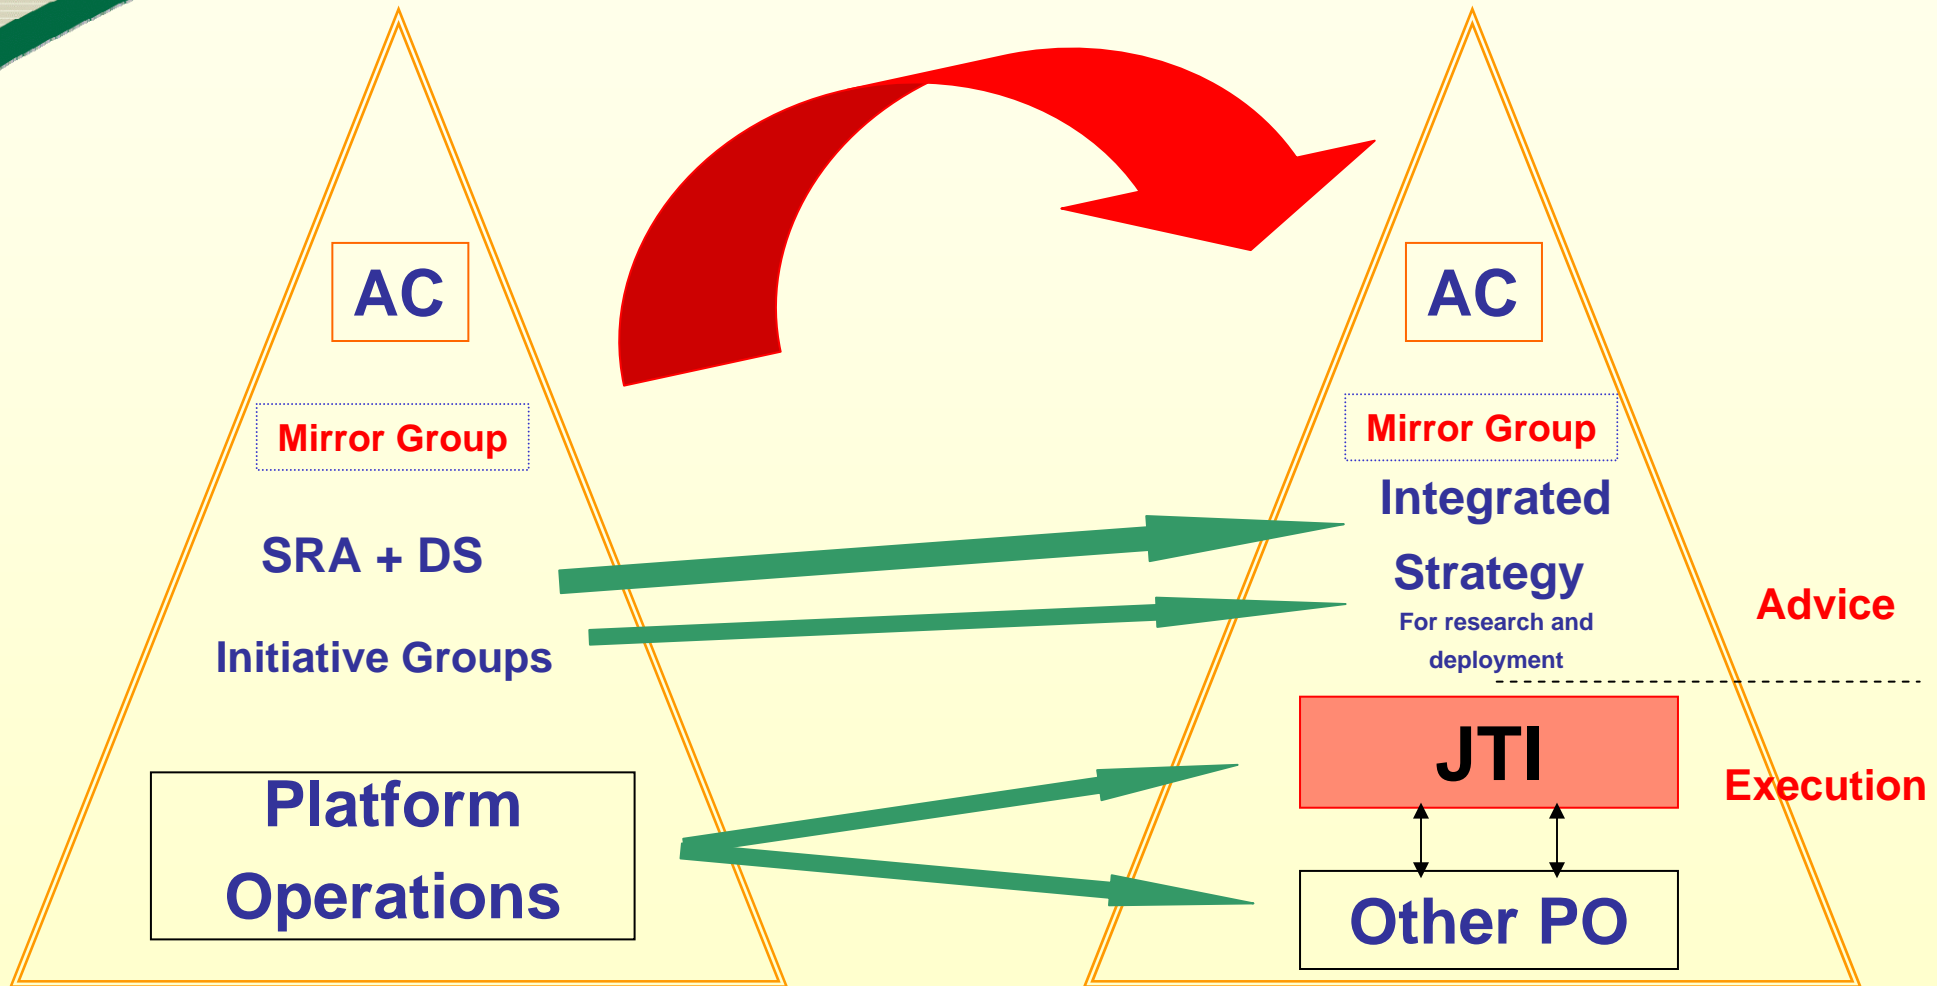 AC
Mirror Group
SRA + DS
Initiative Groups
Platform
Operations
AC
Mirror Group
Integrated
Strategy
For research and
deployment
Advice
JTI
Execution
Other PO